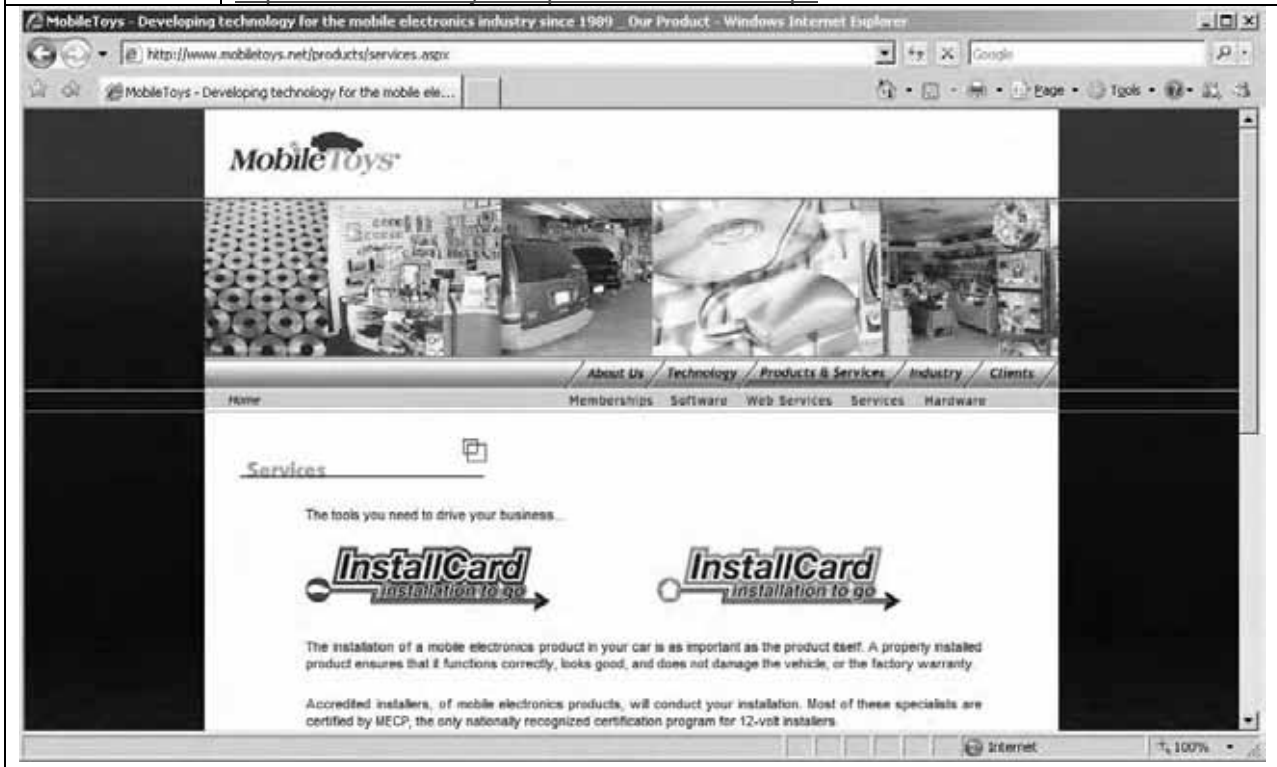 MobileToys - Developing technology for the mobile electronics industry since 1989 _ Our Product - Windows Internet Explorer
http://www.mobiletoys.net/products/services.aspx
Google
MobileToys - Developing technology for the mobile ele...
Page
Tools
MobileToys
About Us / Technology / Products & Services / Industry / Clients
Home Memberships Software Web Services Services Hardware
Services
The tools you need to drive your business...
InstallCard InstallCard
installation to go installation to go
The installation of a mobile electronics product in your car is as important as the product itself. A properly installed
product ensures that it functions correctly, looks good, and does not damage the vehicle, or the factory warranty.
Accredited installers, of mobile electronics products, will conduct your installation. Most of these specialists are
certified by MECP, the only nationally recognized certification program for 12-volt installers.
Internet 100%